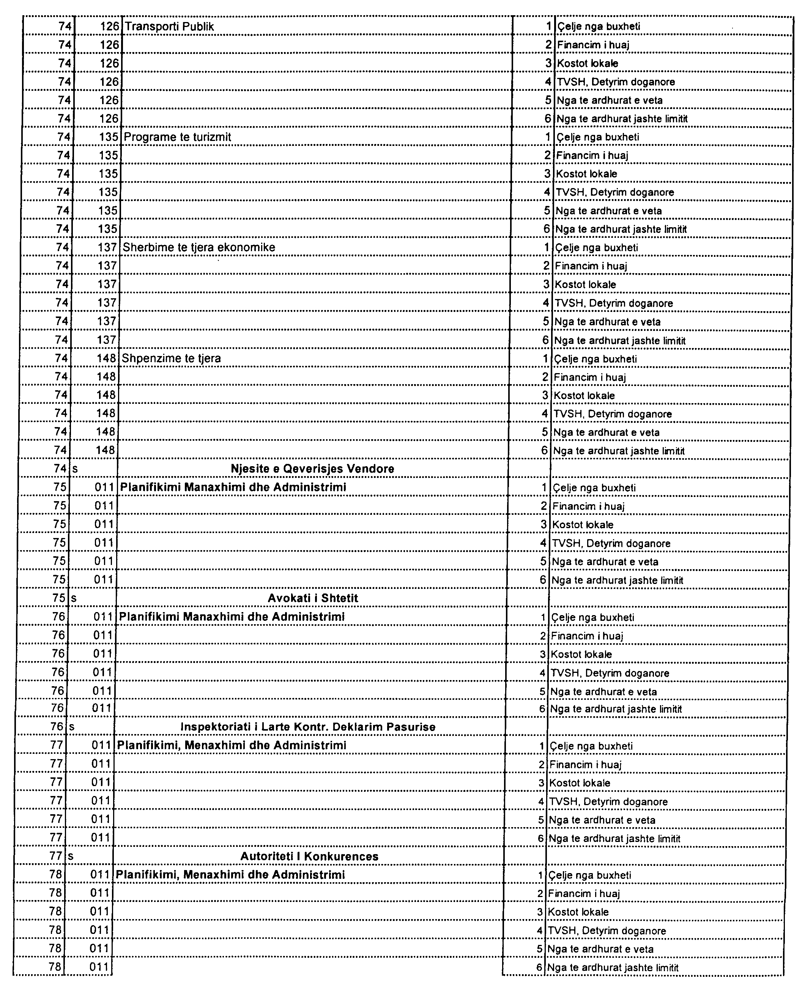 74 126 Transporti Publik 1 Çelje nga buxheti
74 126 2 Financim i huaj
74 126 3 Kostot lokale
74 126 4 TVSH, Detyrim doganore
74 126 5 Nga te ardhurat e veta
74 126 6 Nga te ardhurat jashte limitit
74 135 Programe te turizmit 1 Çelje nga buxheti
74 135 2 Financim i huaj
74 135 3 Kostot lokale
74 135 4 TVSH, Detyrim doganore
74 135 5 Nga te ardhurat e veta
74 135 6 Nga te ardhurat jashte limitit
74 137 Sherbime te tjera ekonomike 1 Çelje nga buxheti
74 137 2 Financim i huaj
74 137 3 Kostot lokale
74 137 4 TVSH, Detyrim doganore
74 137 5 Nga te ardhurat e veta
74 137 6 Nga te ardhurat jashte limitit
74 148 Shpenzime te tjera 1 Çelje nga buxheti
74 148 2 Financim i huaj
74 148 3 Kostot lokale
74 148 4 TVSH, Detyrim doganore
74 148 5 Nga te ardhurat e veta
74 148 6 Nga te ardhurat jashte limitit
74 s Njesite e Qeverisjes Vendore
75 011 Planifikimi Manaxhimi dhe Administrimi 1 Çelje nga buxheti
75 011 2 Financim i huaj
75 011 3 Kostot lokale
75 011 4 TVSH, Detyrim doganore
75 011 5 Nga te ardhurat e veta
75 011 6 Nga te ardhurat jashte limitit
75 s Avokati i Shtetit
76 011 Planifikimi Manaxhimi dhe Administrimi 1 Çelje nga buxheti
76 011 2 Financim i huaj
76 011 3 Kostot lokale
76 011 4 TVSH, Detyrim doganore
76 011 5 Nga te ardhurat e veta
76 011 6 Nga te ardhurat jashte limitit
76 s Inspektoriati i Larte Kontr. Deklarim Pasurise
77 011 Planifikimi, Menaxhimi dhe Administrimi 1 Çelje nga buxheti
77 011 2 Financim i huaj
77 011 3 Kostot lokale
77 011 4 TVSH, Detyrim doganore
77 011 5 Nga te ardhurat e veta
77 011 6 Nga te ardhurat jashte limitit
77 s Autoriteti I Konkurences
78 011 Planifikimi, Menaxhimi dhe Administrimi 1 Çelje nga buxheti
78 011 2 Financim i huaj
78 011 3 Kostot lokale
78 011 4 TVSH, Detyrim doganore
78 011 5 Nga te ardhurat e veta
78 011 6 Nga te ardhurat jashte limitit